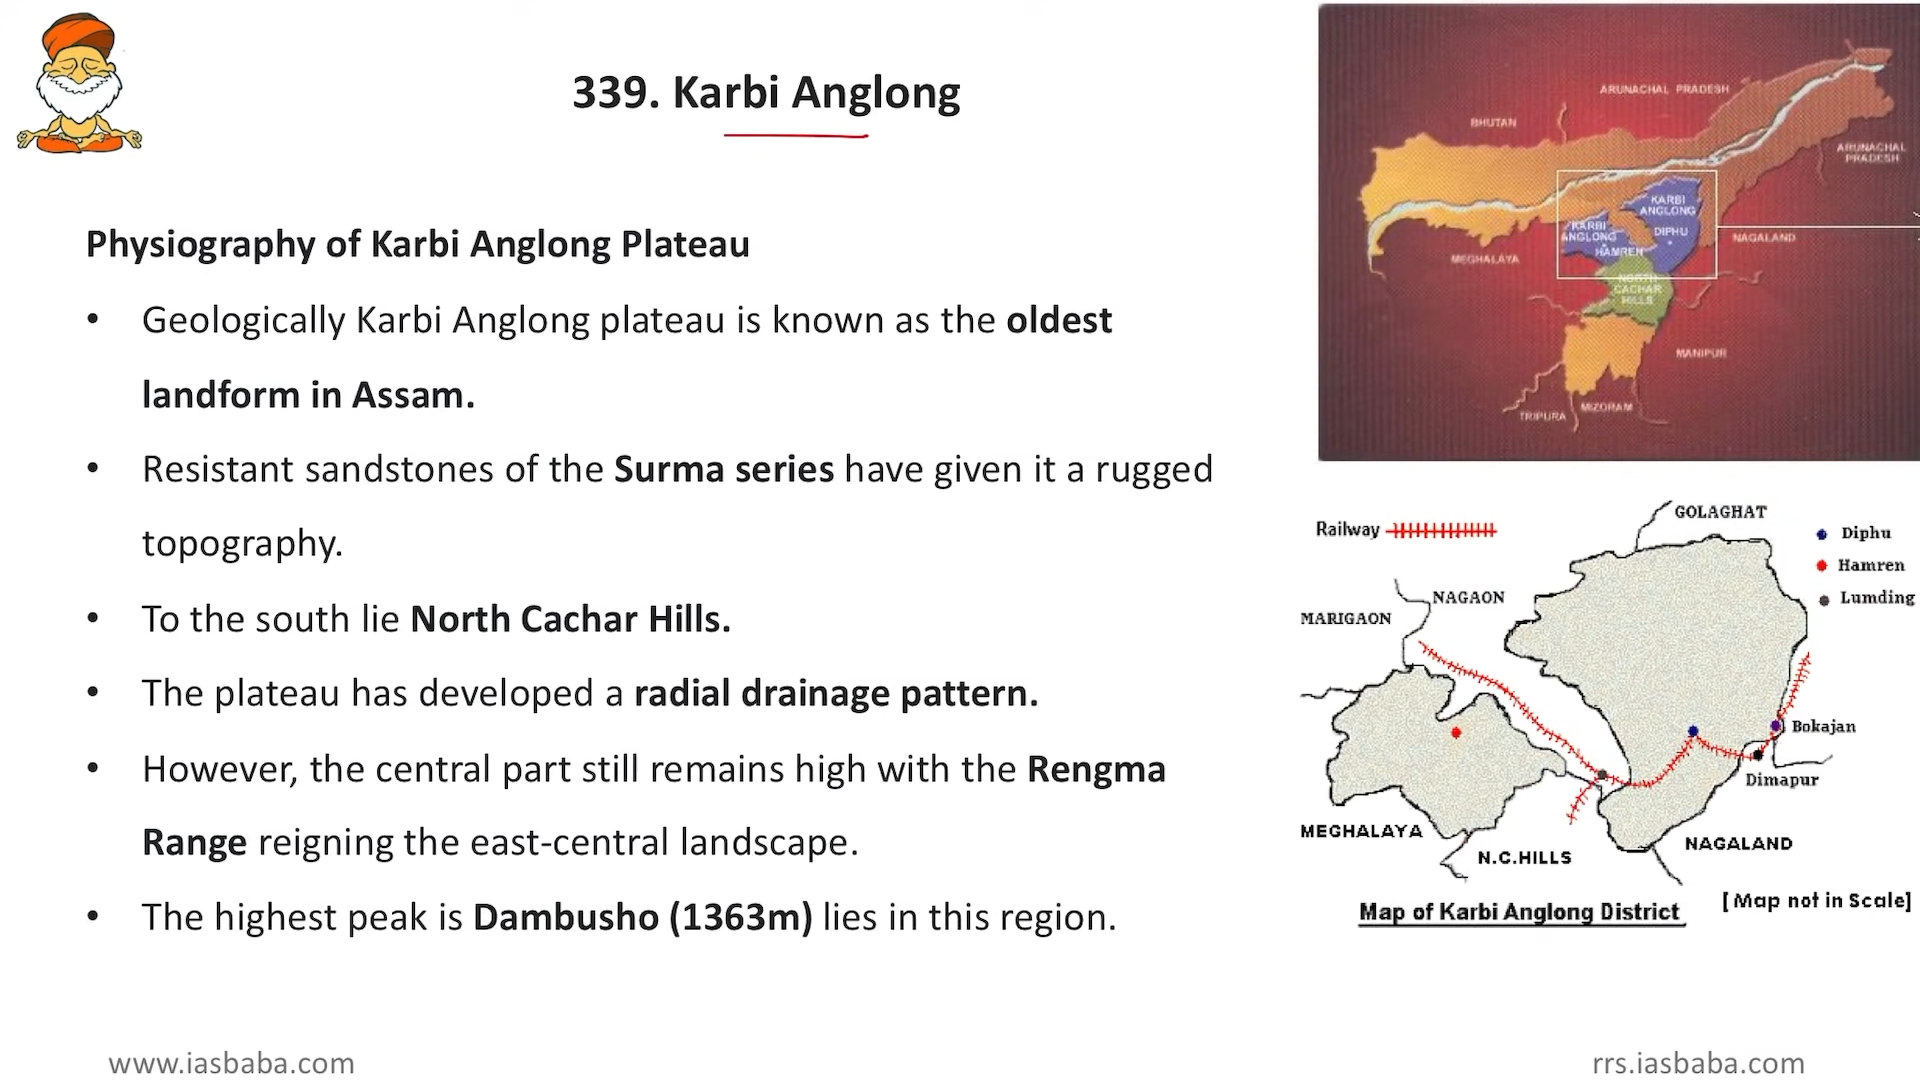 339. Karbi Anglong
Physiography of Karbi Anglong Plateau
• Geologically Karbi Anglong plateau is known as the oldest
landform in Assam.
• Resistant sandstones of the Surma series have given it a rugged
topography.
• To the south lie North Cachar Hills.
• The plateau has developed a radial drainage pattern.
• However, the central part still remains high with the Rengma
Range reigning the east-central landscape.
• The highest peak is Dambusho (1363m) lies in this region.
ARUNACHAL PRADESH
BHUTAN
ARUNACHAL
PRADESH
KARBI
ANGLONG
KARBI
ANGLONG
DIPHU
HAMREN
NAGALAND
MEGHALAYA
NORTH
CACHAR
HILLS
MANIPUR
TRIPURA
MIZORAM
GOLAGHAT
Railway
Diphu
Hamren
Lumding
NAGAON
MARIGAON
Bokajan
Dimapur
MEGHALAYA
N.C.HILLS
NAGALAND
[Map not in Scale]
Map of Karbi Anglong District
www.iasbaba.com
rrs.iasbaba.com